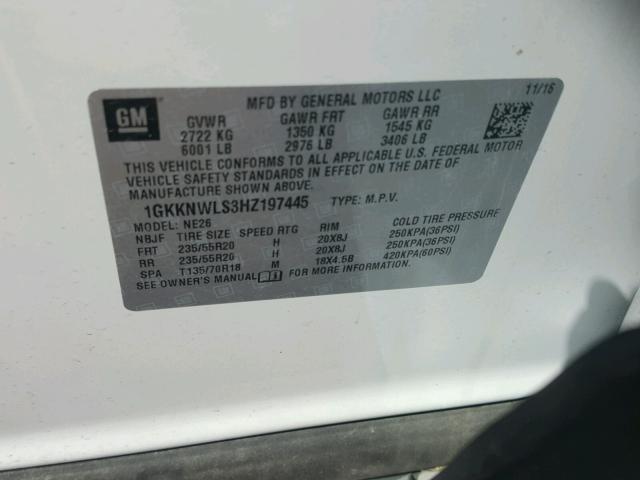 GM
MFD BY GENERAL MOTORS LLC
11/16
GVWR GAWR FRT GAWR RR
2722 KG 1350 KG 1545 KG
6001 LB 2976 LB 3406 LB
THIS VEHICLE CONFORMS TO ALL APPLICABLE U.S. FEDERAL MOTOR
VEHICLE SAFETY STANDARDS IN EFFECT ON THE DATE OF
MANUFACTURE SHOWN ABOVE.
1GKKNWLS3HZ197445 TYPE: M.P.V.
MODEL: NE26
NBJF TIRE SIZE SPEED RTG RIM COLD TIRE PRESSURE
FRT 235/55R20 H 20X8J 250KPA(36PSI)
RR 235/55R20 H 20X8J 250KPA(36PSI)
SPA T135/70R18 M 18X4.5B 420KPA(60PSI)
SEE OWNER'S MANUAL FOR MORE INFORMATION.